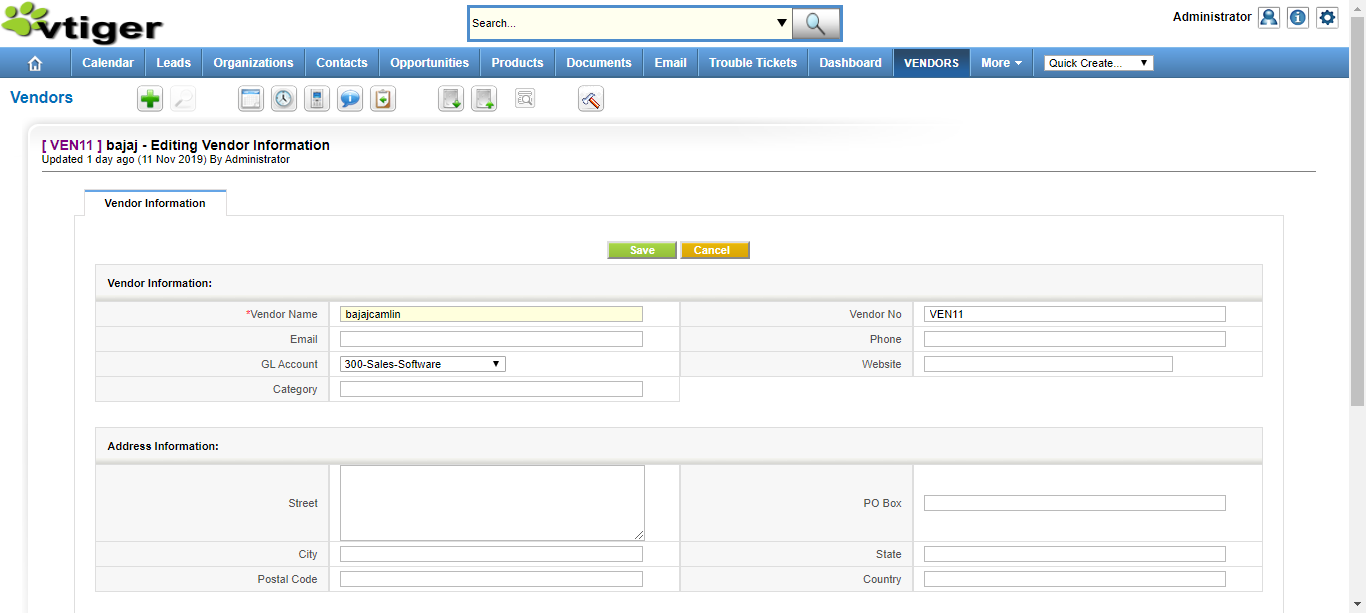 vtiger
Search...
Administrator
Calendar Leads Organizations Contacts Opportunities Products Documents Email Trouble Tickets Dashboard VENDORS More Quick Create...
Vendors
[ VEN11 ] bajaj - Editing Vendor Information
Updated 1 day ago (11 Nov 2019) By Administrator
Vendor Information
Save Cancel
Vendor Information:
*Vendor Name bajajcamlin Vendor No VEN11
Email Phone
GL Account 300-Sales-Software Website
Category
Address Information:
Street PO Box
City State
Postal Code Country